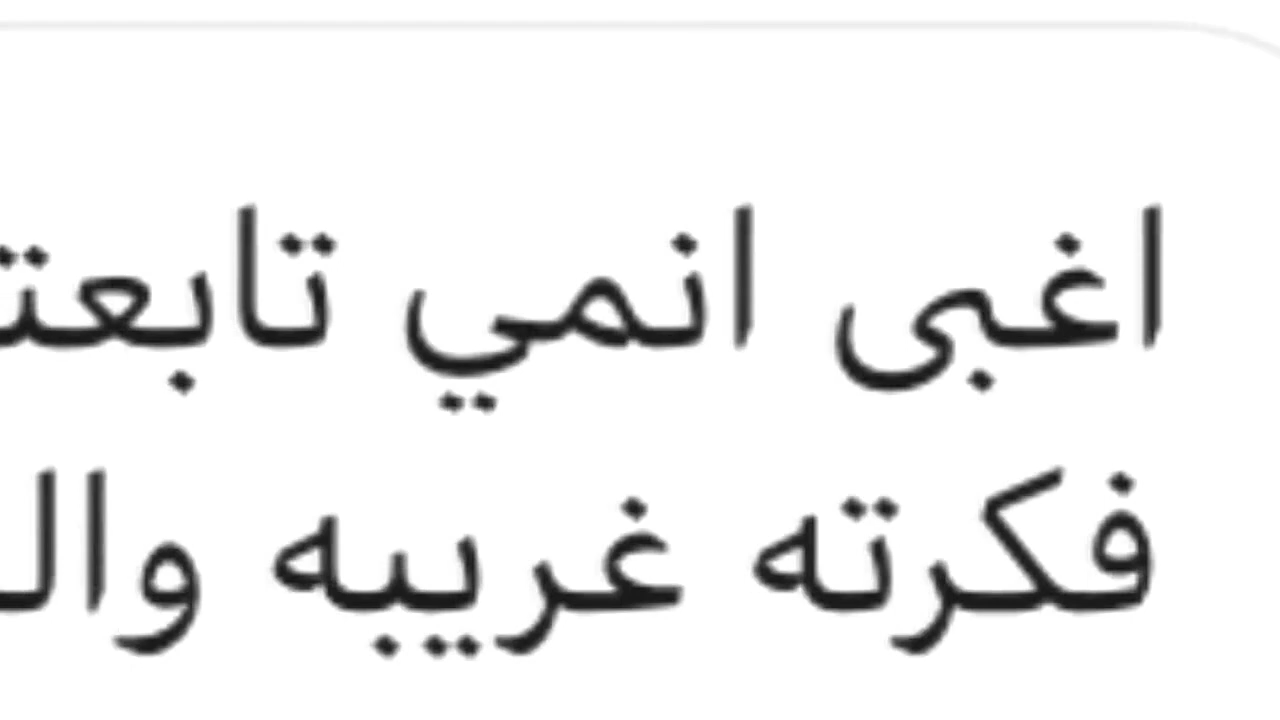 اغبى انمي تابعت
فكرته غريبه وال